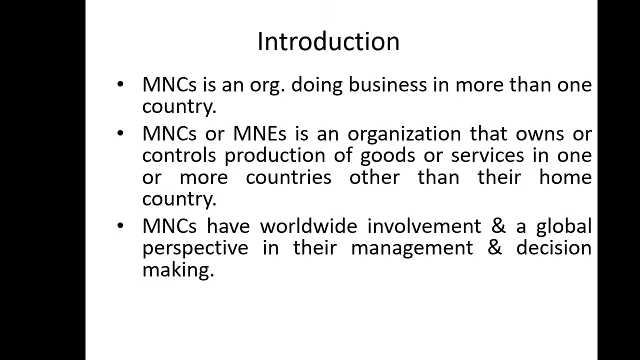 Introduction
• MNCs is an org. doing business in more than one
country.
• MNCs or MNEs is an organization that owns or
controls production of goods or services in one
or more countries other than their home
country.
• MNCs have worldwide involvement & a global
perspective in their management & decision
making.